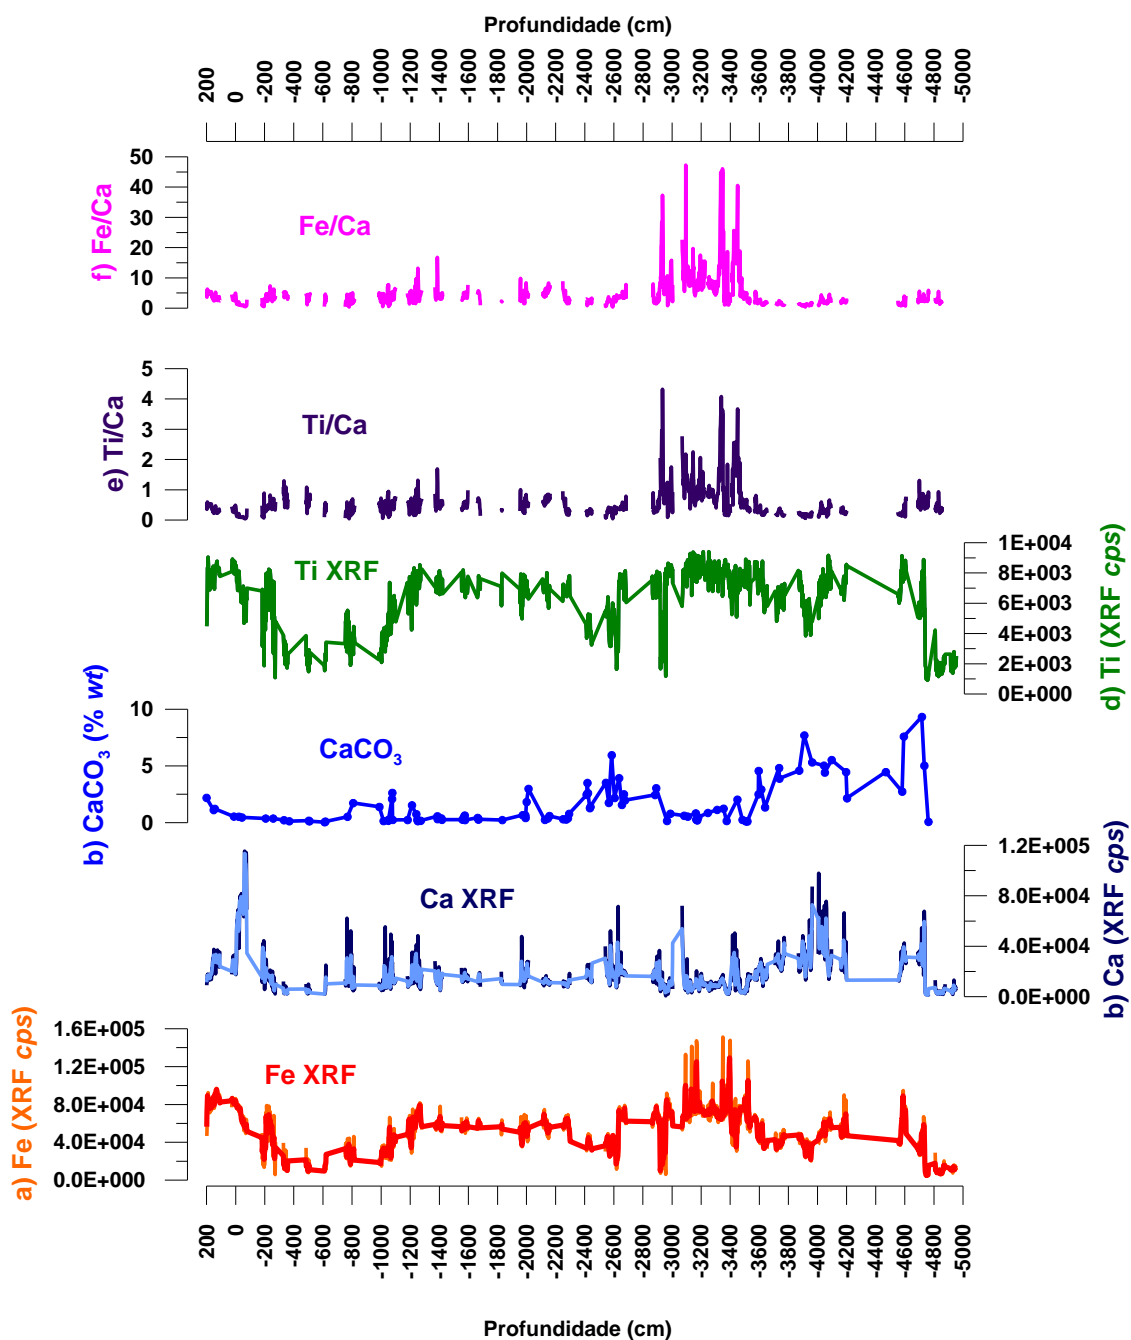 Profundidade (cm)
200 0 -200 -400 -600 -800 -1000 -1200 -1400 -1600 -1800 -2000 -2200 -2400 -2600 -2800 -3000 -3200 -3400 -3600 -3800 -4000 -4200 -4400 -4600 -4800 -5000
50
40
30
20
10
0
f) Fe/Ca
Fe/Ca
5
4
3
2
1
0
e) Ti/Ca
Ti/Ca
1E+004
8E+003
6E+003
4E+003
2E+003
0E+000
d) Ti (XRF cps)
Ti XRF
10
5
0
b) CaCO3 (% wt)
CaCO3
1.2E+005
8.0E+004
4.0E+004
0.0E+000
b) Ca (XRF cps)
Ca XRF
1.6E+005
1.2E+005
8.0E+004
4.0E+004
0.0E+000
a) Fe (XRF cps)
Fe XRF
200 0 -200 -400 -600 -800 -1000 -1200 -1400 -1600 -1800 -2000 -2200 -2400 -2600 -2800 -3000 -3200 -3400 -3600 -3800 -4000 -4200 -4400 -4600 -4800 -5000
Profundidade (cm)